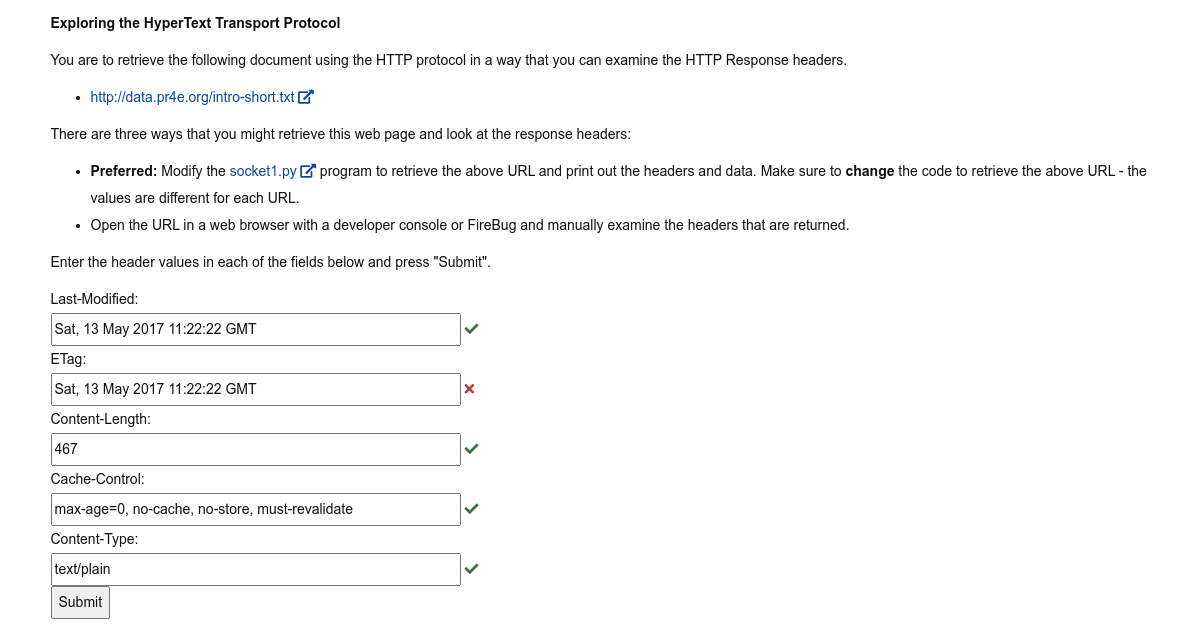 Exploring the HyperText Transport Protocol
You are to retrieve the following document using the HTTP protocol in a way that you can examine the HTTP Response headers.
http://data.pr4e.org/intro-short.txt
There are three ways that you might retrieve this web page and look at the response headers:
Preferred: Modify the socket1.py program to retrieve the above URL and print out the headers and data. Make sure to change the code to retrieve the above URL - the
values are different for each URL.
Open the URL in a web browser with a developer console or FireBug and manually examine the headers that are returned.
Enter the header values in each of the fields below and press "Submit".
Last-Modified:
Sat, 13 May 2017 11:22:22 GMT
ETag:
Sat, 13 May 2017 11:22:22 GMT
Content-Length:
467
Cache-Control:
max-age=0, no-cache, no-store, must-revalidate
Content-Type:
text/plain
Submit